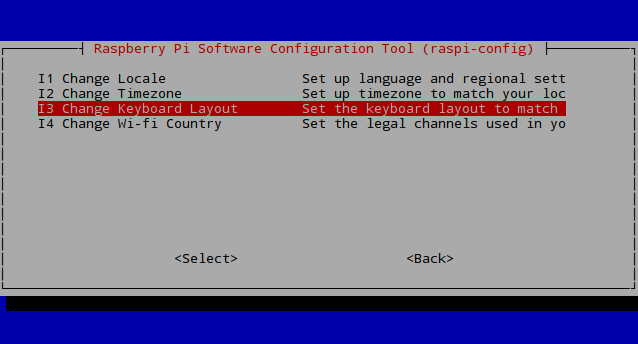 Raspberry Pi Software Configuration Tool (raspi-config)
I1 Change Locale Set up language and regional sett
I2 Change Timezone Set up timezone to match your loc
I3 Change Keyboard Layout Set the keyboard layout to match
I4 Change Wi-fi Country Set the legal channels used in yo
<Select> <Back>